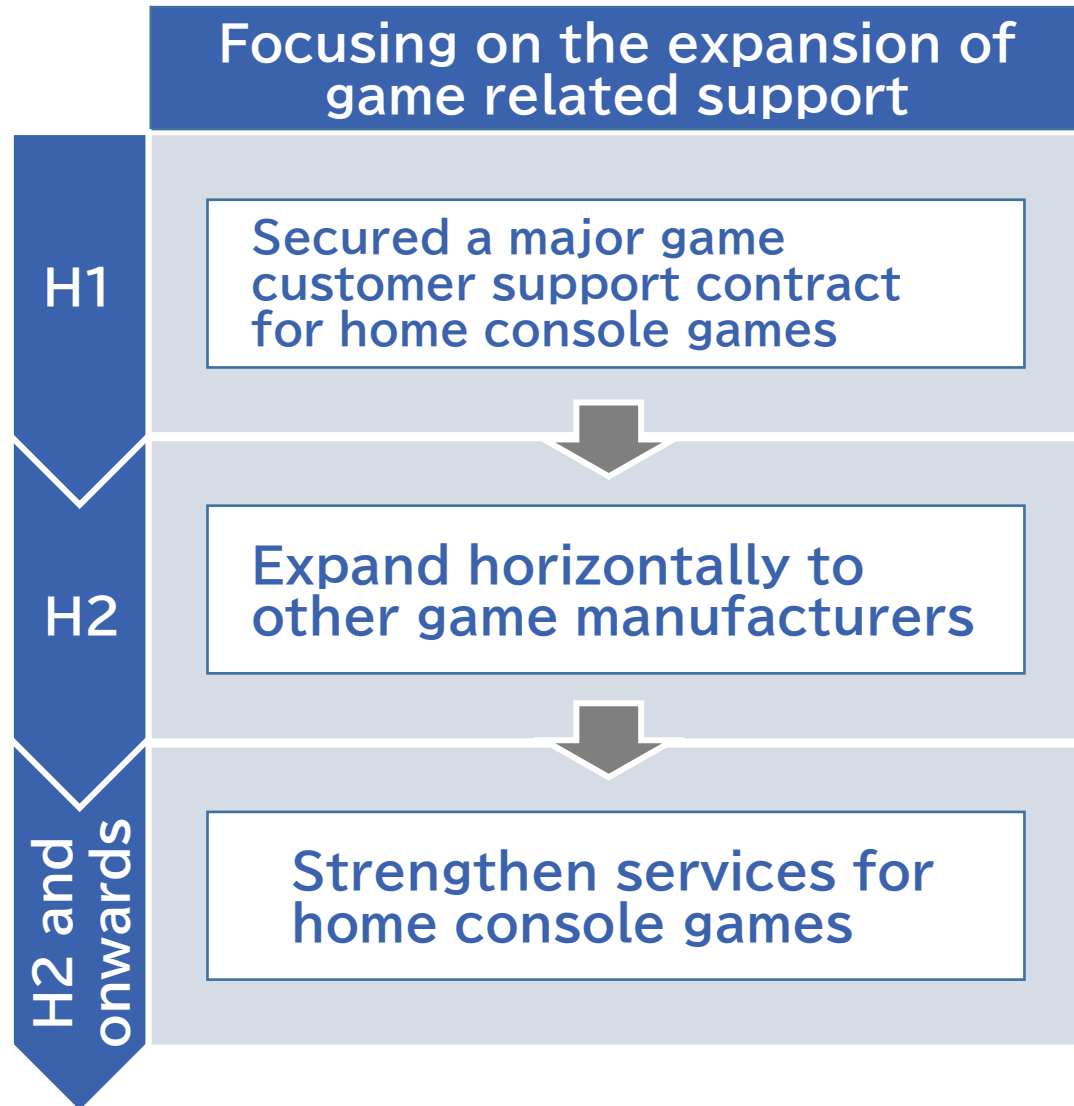 Focusing on the expansion of
game related support
H1
Secured a major game
customer support contract
for home console games
H2
Expand horizontally to
other game manufacturers
H2 and
onwards
Strengthen services for
home console games